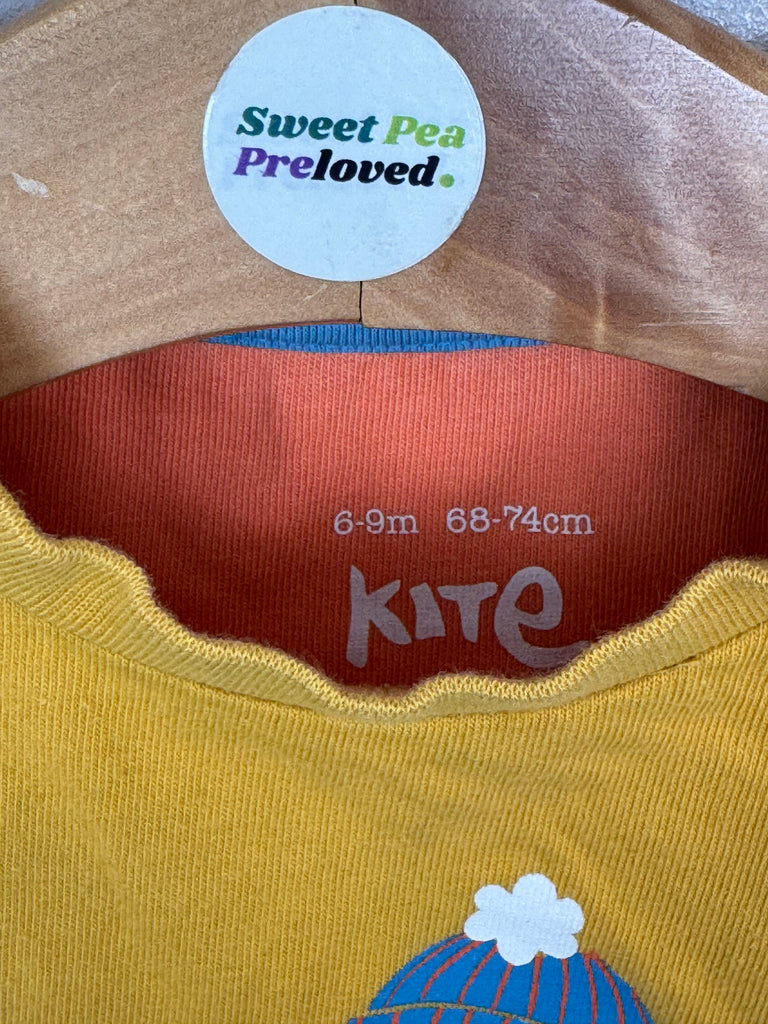 Sweet Pea
Preloved.
6-9m 68-74cm
KITe